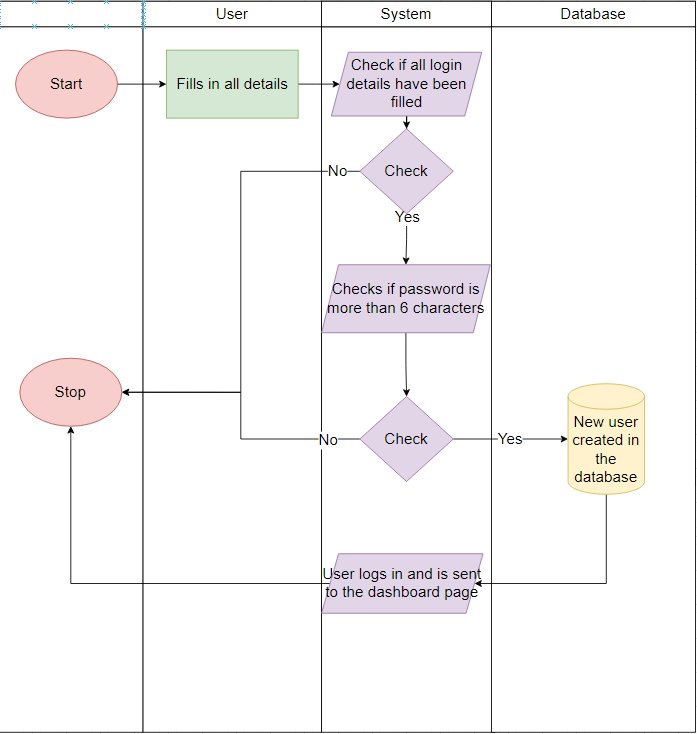 User
System
Database
Start
Fills in all details
Check if all login
details have been
filled
No
Check
Yes
Checks if password is
more than 6 characters
Stop
No
Check
Yes
New user
created in
the
database
User logs in and is sent
to the dashboard page